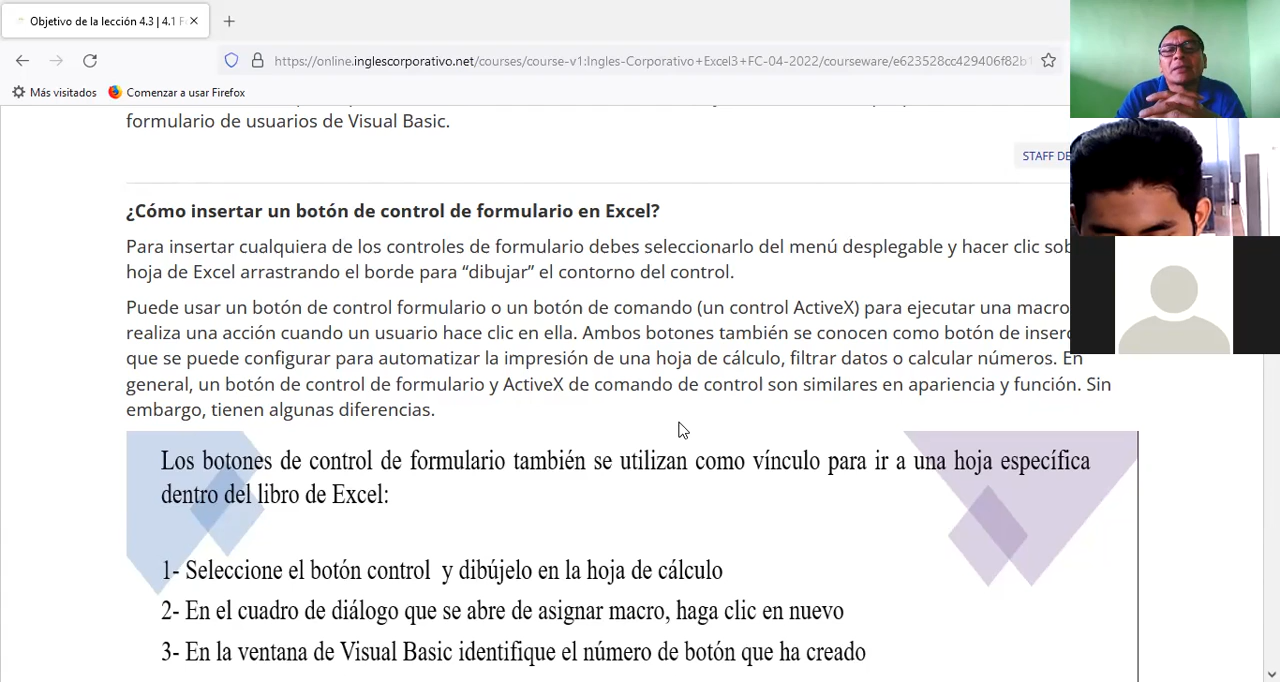 Objetivo de la lección 4.3 | 4.1 F
https://online.inglescorporativo.net/courses/course-v1:Ingles-Corporativo+Excel3+FC-04-2022/courseware/e623528cc429406f82b1
Más visitados Comenzar a usar Firefox
formulario de usuarios de Visual Basic.
STAFF DE
¿Cómo insertar un botón de control de formulario en Excel?
Para insertar cualquiera de los controles de formulario debes seleccionarlo del menú desplegable y hacer clic sob
hoja de Excel arrastrando el borde para “dibujar” el contorno del control.
Puede usar un botón de control formulario o un botón de comando (un control ActiveX) para ejecutar una macro
realiza una acción cuando un usuario hace clic en ella. Ambos botones también se conocen como botón de inserc
que se puede configurar para automatizar la impresión de una hoja de cálculo, filtrar datos o calcular números. En
general, un botón de control de formulario y ActiveX de comando de control son similares en apariencia y función. Sin
embargo, tienen algunas diferencias.
Los botones de control de formulario también se utilizan como vínculo para ir a una hoja específica
dentro del libro de Excel:
1- Seleccione el botón control y dibújelo en la hoja de cálculo
2- En el cuadro de diálogo que se abre de asignar macro, haga clic en nuevo
3- En la ventana de Visual Basic identifique el número de botón que ha creado